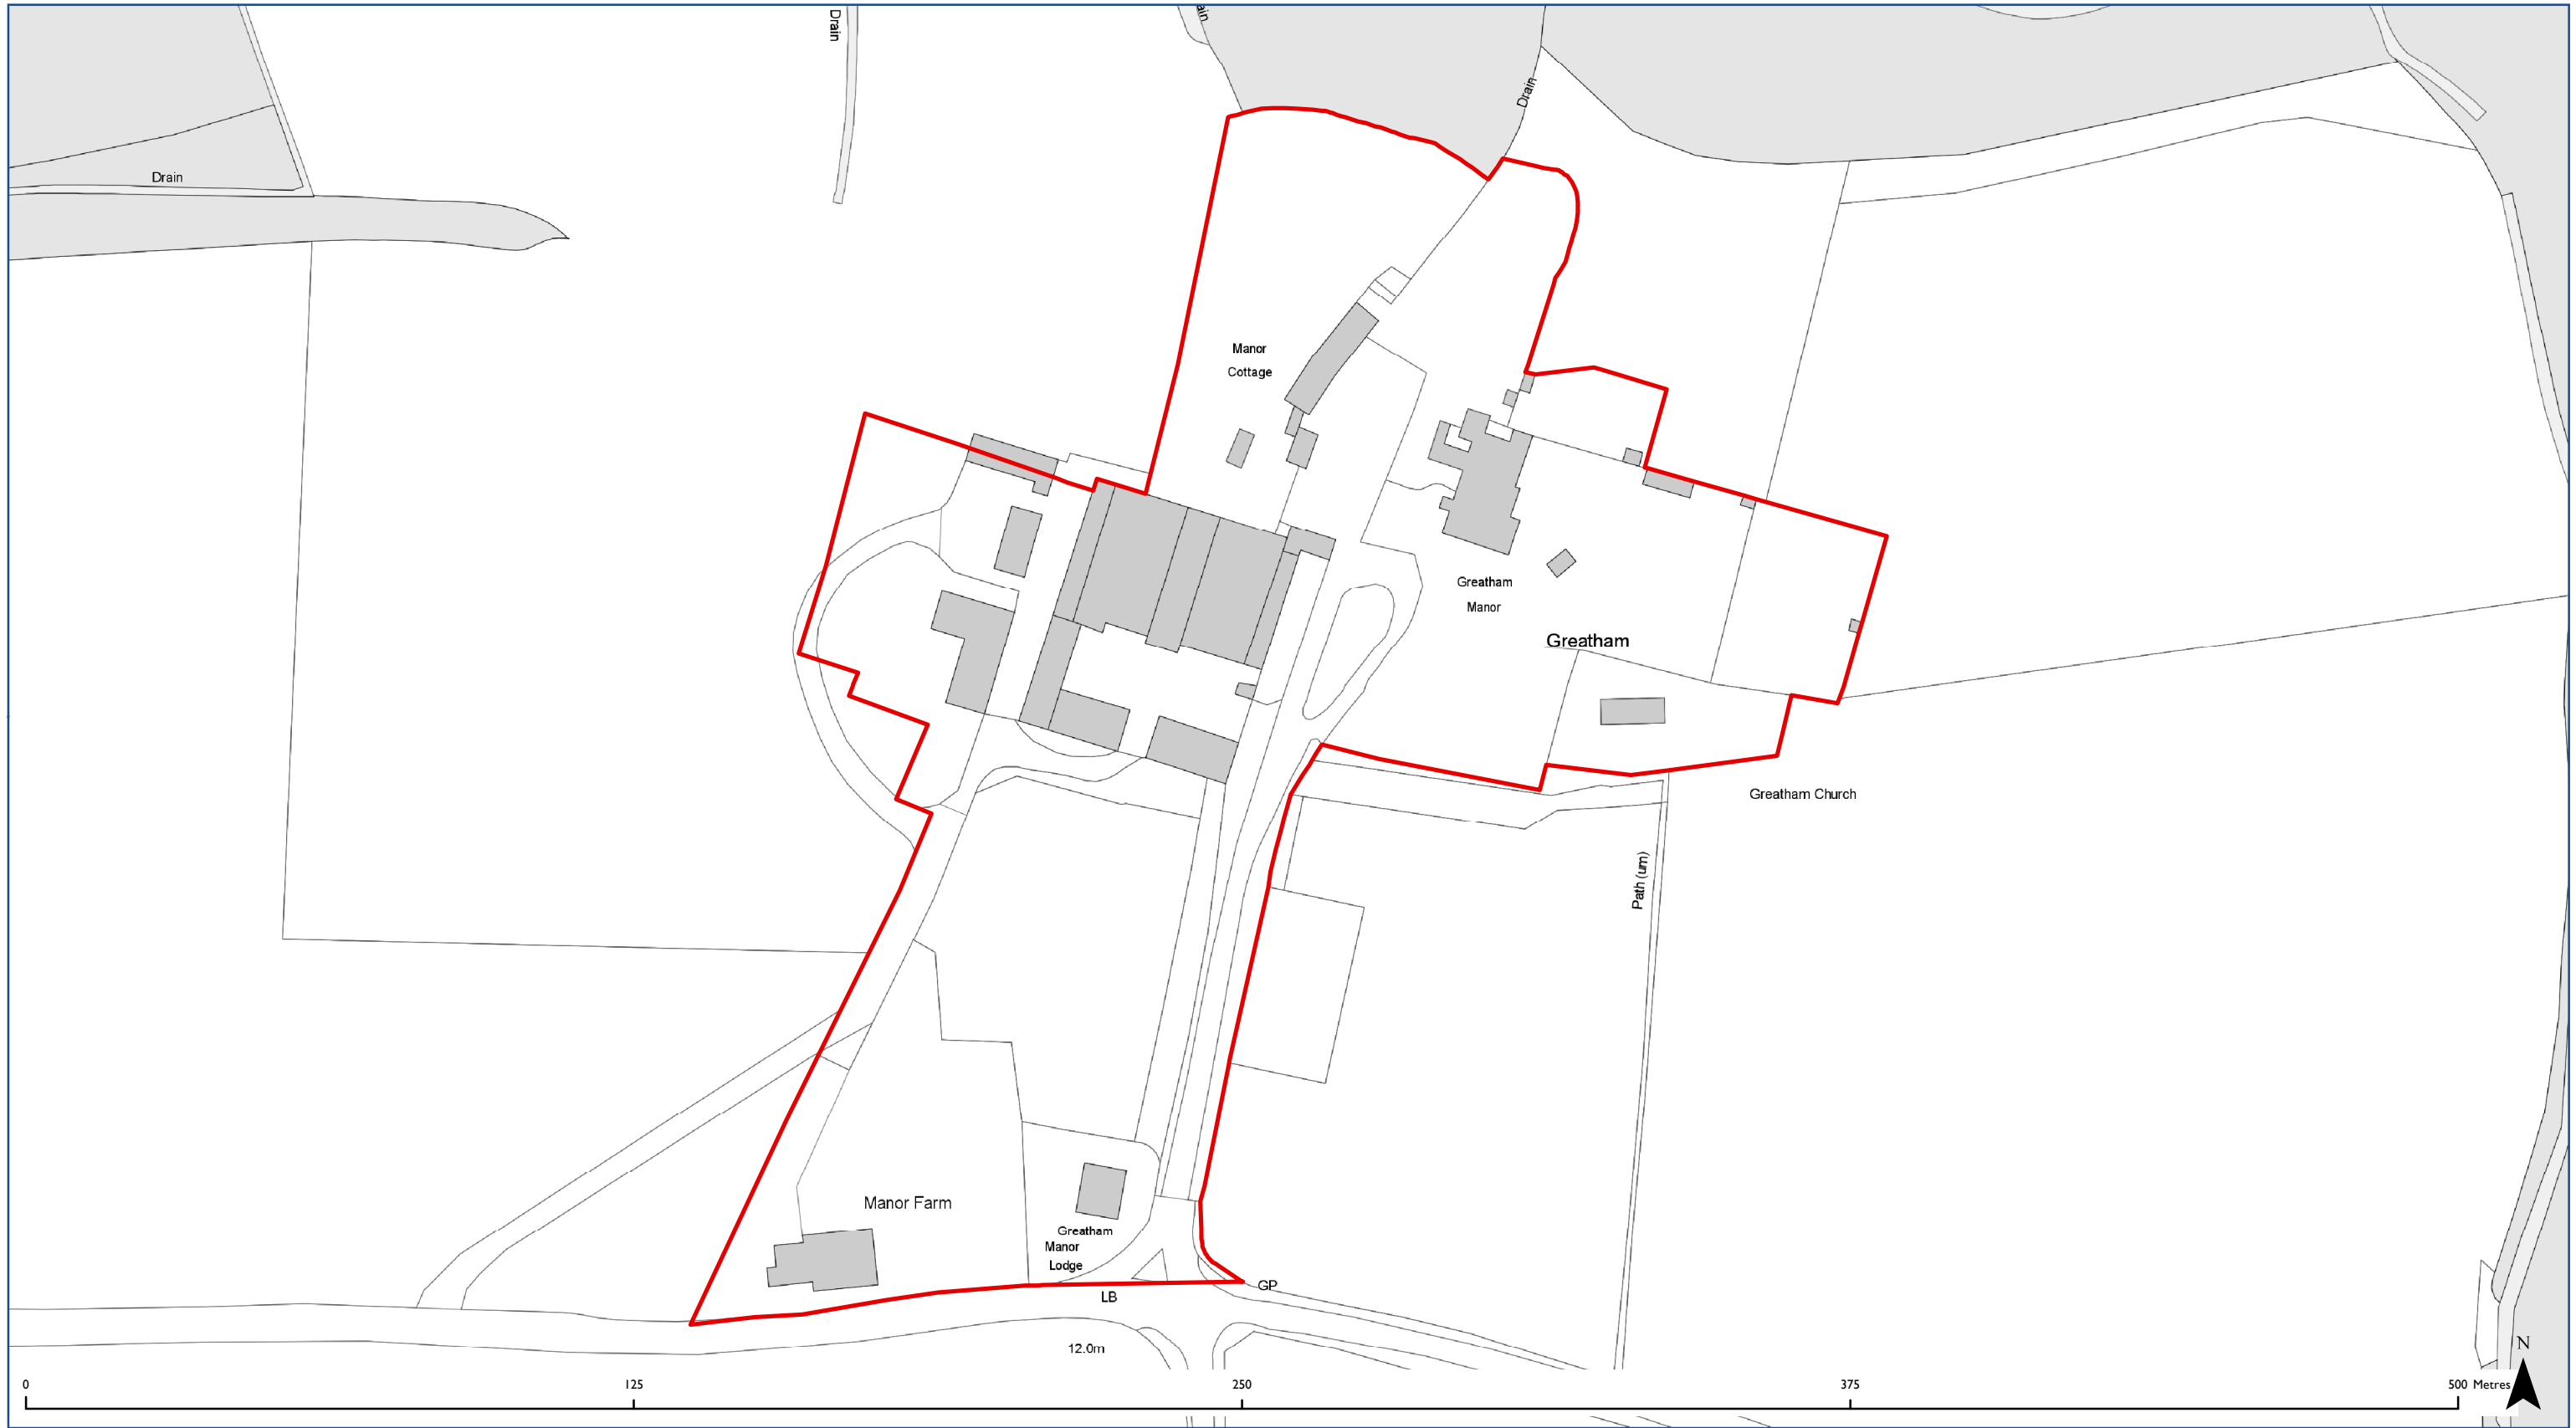 Drain
ain
Drain
Drain
Manor
Cottage
Greatham
Manor
Greatham
Greatham Church
Path (um)
Manor Farm
Greatham
Manor
Lodge
GP
LB
12.0m
N
0 125 250 375 500 Metres